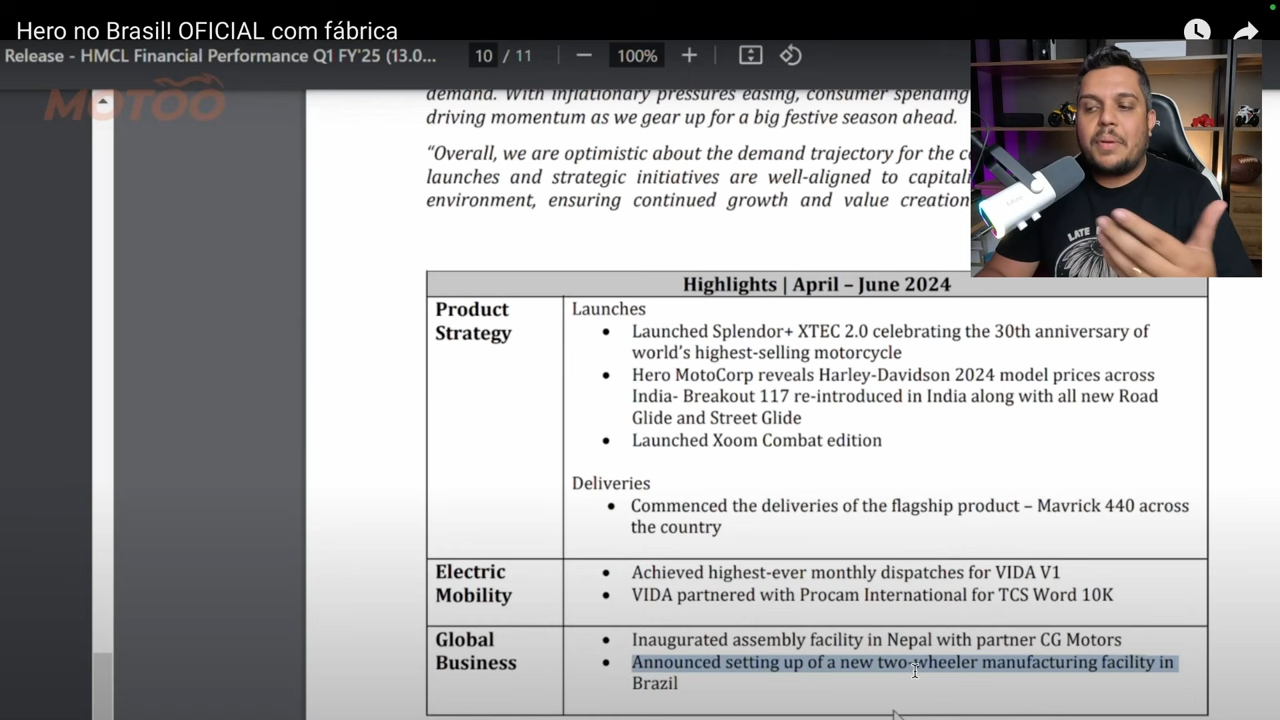 Hero no Brasil! OFICIAL com fábrica
Release - HMCL Financial Performance Q1 FY'25 (13.0...
10 / 11
100%
MOTOO
demand. With inflationary pressures easing, consumer spending
driving momentum as we gear up for a big festive season ahead.
“Overall, we are optimistic about the demand trajectory for the
launches and strategic initiatives are well-aligned to
environment, ensuring continued growth and value creation
LATE
Highlights | April – June 2024
Product
Strategy
Launches
• Launched Splendor+ XTEC 2.0 celebrating the 30th anniversary of
world’s highest-selling motorcycle
• Hero MotoCorp reveals Harley-Davidson 2024 model prices across
India- Breakout 117 re-introduced in India along with all new Road
Glide and Street Glide
• Launched Xoom Combat edition
Deliveries
• Commenced the deliveries of the flagship product – Mavrick 440 across
the country
Electric
Mobility
• Achieved highest-ever monthly dispatches for VIDA V1
• VIDA partnered with Procam International for TCS Word 10K
Global
Business
• Inaugurated assembly facility in Nepal with partner CG Motors
• Announced setting up of a new two-wheeler manufacturing facility in
Brazil